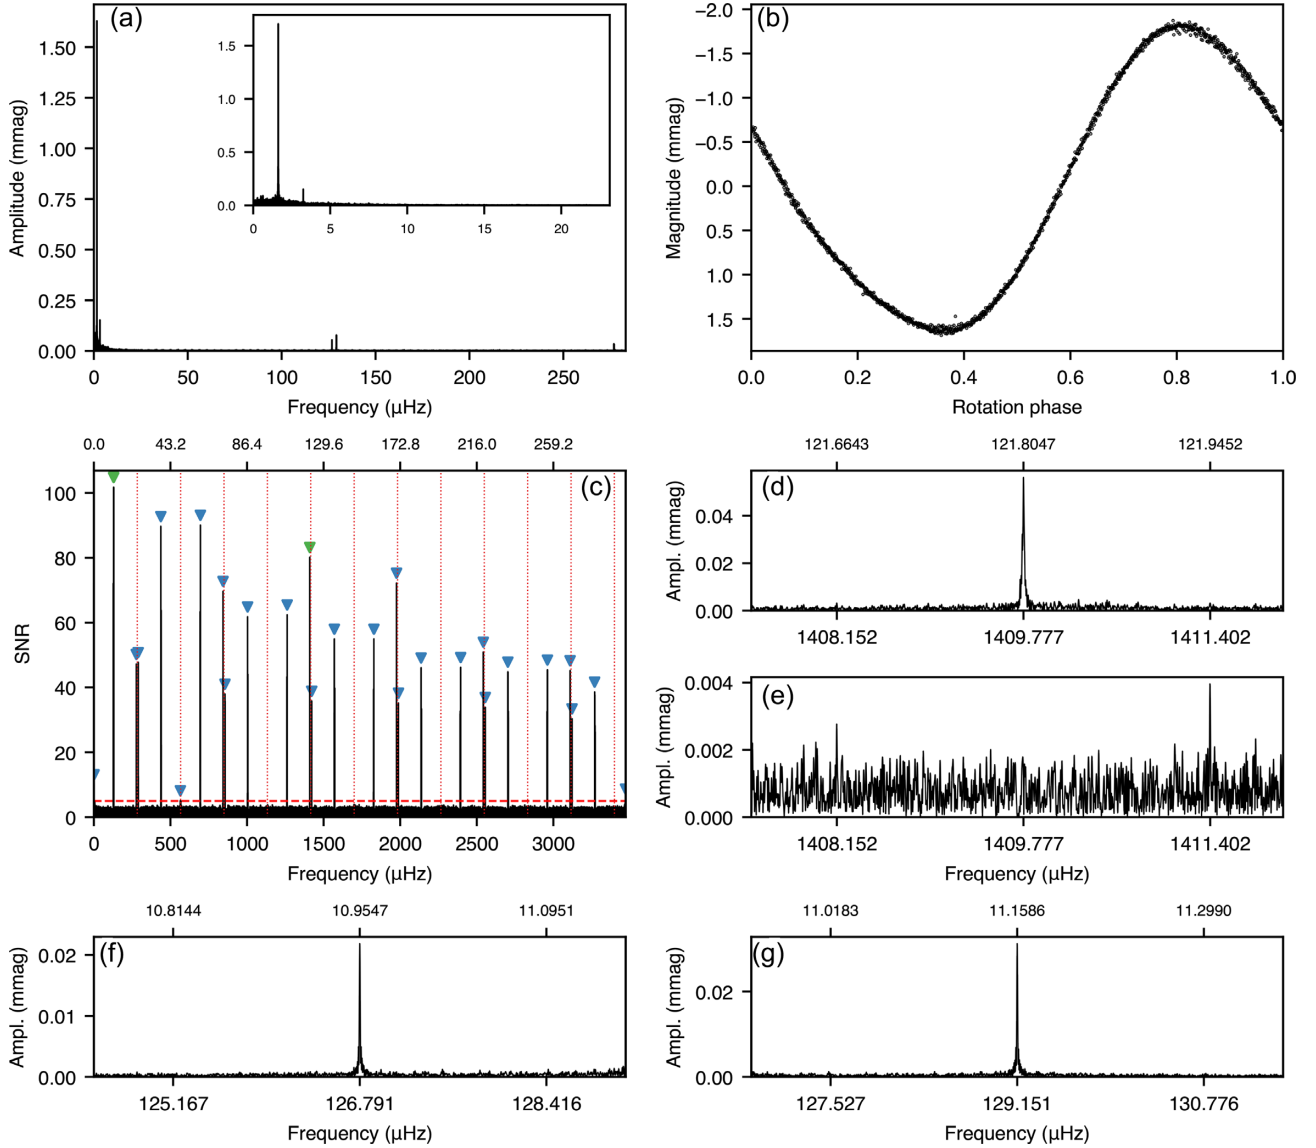 (a)
Amplitude (mmag)
1.50
1.25
1.00
0.75
0.50
0.25
0.00
0 50 100 150 200 250
Frequency (µHz)
1.5
1.0
0.5
0.0
0 5 10 15 20
(b)
Magnitude (mmag)
−2.0
−1.5
−1.0
−0.5
0.0
0.5
1.0
1.5
0.0 0.2 0.4 0.6 0.8 1.0
Rotation phase
0.0 43.2 86.4 129.6 172.8 216.0 259.2
(c)
SNR
100
80
60
40
20
0
0 500 1000 1500 2000 2500 3000
Frequency (µHz)
121.6643 121.8047 121.9452
(d)
Ampl. (mmag)
0.04
0.02
0.00
1408.152 1409.777 1411.402
(e)
Ampl. (mmag)
0.004
0.002
0.000
1408.152 1409.777 1411.402
Frequency (µHz)
10.8144 10.9547 11.0951
(f)
Ampl. (mmag)
0.02
0.01
0.00
125.167 126.791 128.416
Frequency (µHz)
11.0183 11.1586 11.2990
(g)
Ampl. (mmag)
0.02
0.00
127.527 129.151 130.776
Frequency (µHz)